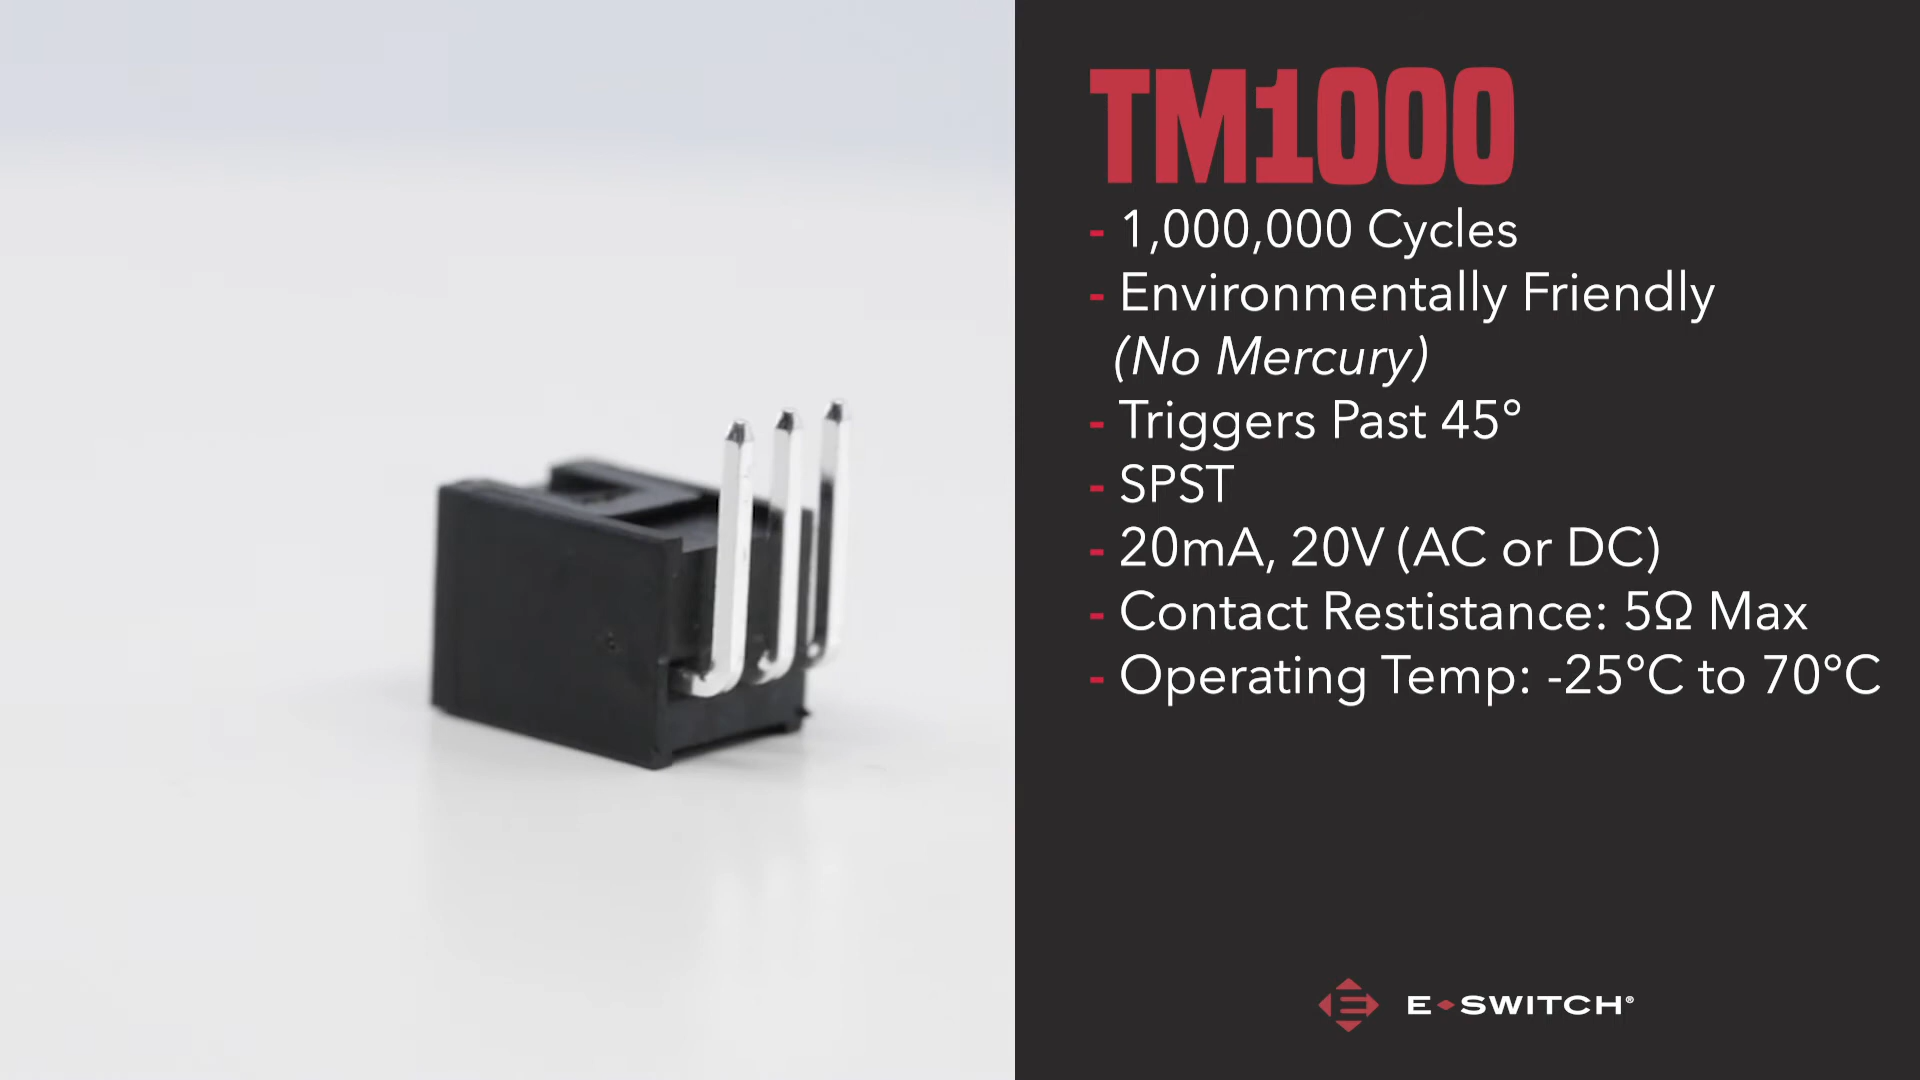 TM1000
- 1,000,000 Cycles
- Environmentally Friendly
(No Mercury)
- Triggers Past 45°
- SPST
- 20mA, 20V (AC or DC)
- Contact Restistance: 5Ω Max
- Operating Temp: -25°C to 70°C
E SWITCH®